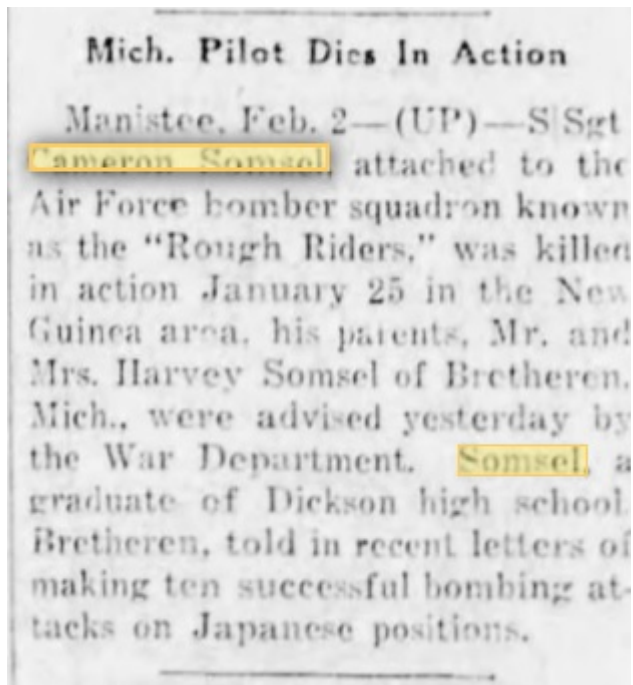 Mich. Pilot Dies In Action
Manistee, Feb. 2—(UP)—S|Sgt
Cameron Somsel, attached to the
Air Force bomber squadron known
as the "Rough Riders," was killed
in action January 25 in the New
Guinea area, his parents, Mr. and
Mrs. Harvey Somsel of Bretheren,
Mich., were advised yesterday by
the War Department. Somsel, a
graduate of Dickson high school,
Bretheren, told in recent letters of
making ten successful bombing at-
tacks on Japanese positions.